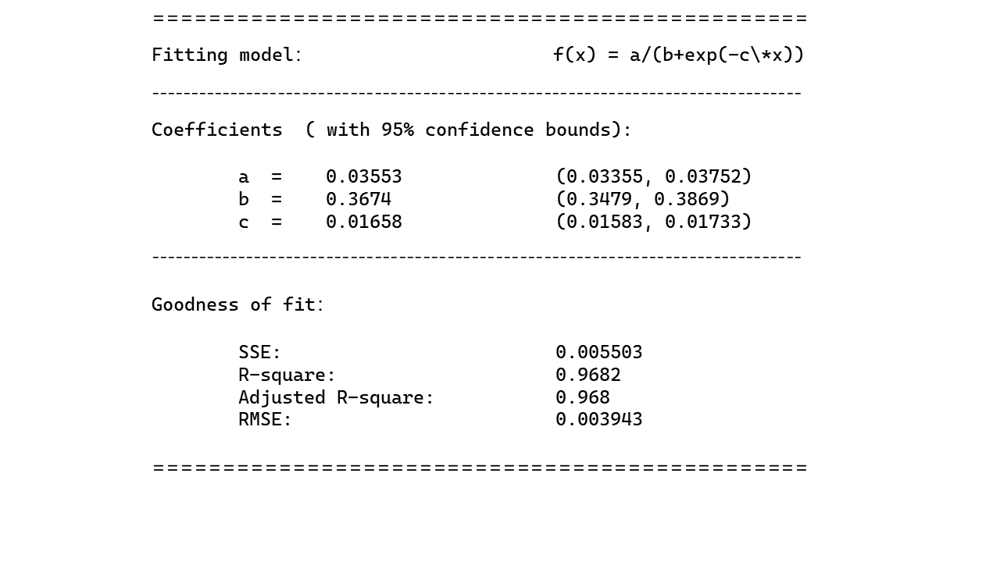 ===============================================
Fitting model: f(x) = a/(b+exp(-c\*x))
--------------------------------------------------------------------------------
Coefficients ( with 95% confidence bounds):
a = 0.03553 (0.03355, 0.03752)
b = 0.3674 (0.3479, 0.3869)
c = 0.01658 (0.01583, 0.01733)
--------------------------------------------------------------------------------
Goodness of fit:
SSE: 0.005503
R-square: 0.9682
Adjusted R-square: 0.968
RMSE: 0.003943
===============================================